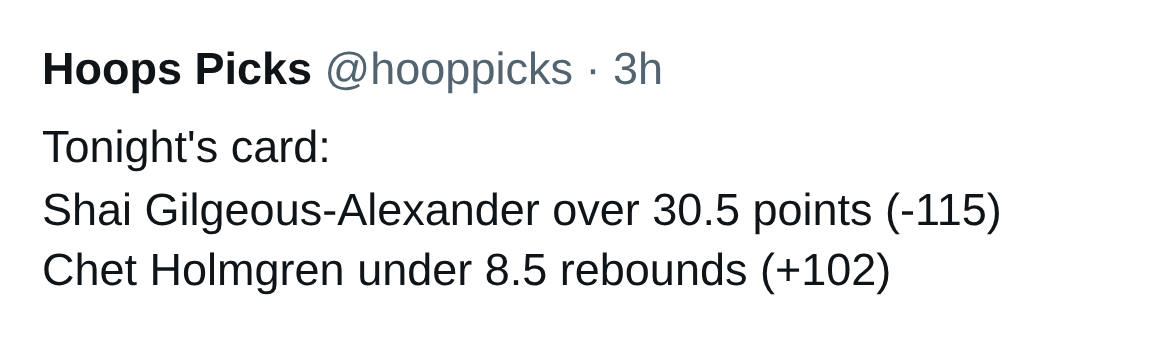 Hoops Picks @hooppicks · 3h
Tonight's card:
Shai Gilgeous-Alexander over 30.5 points (-115)
Chet Holmgren under 8.5 rebounds (+102)